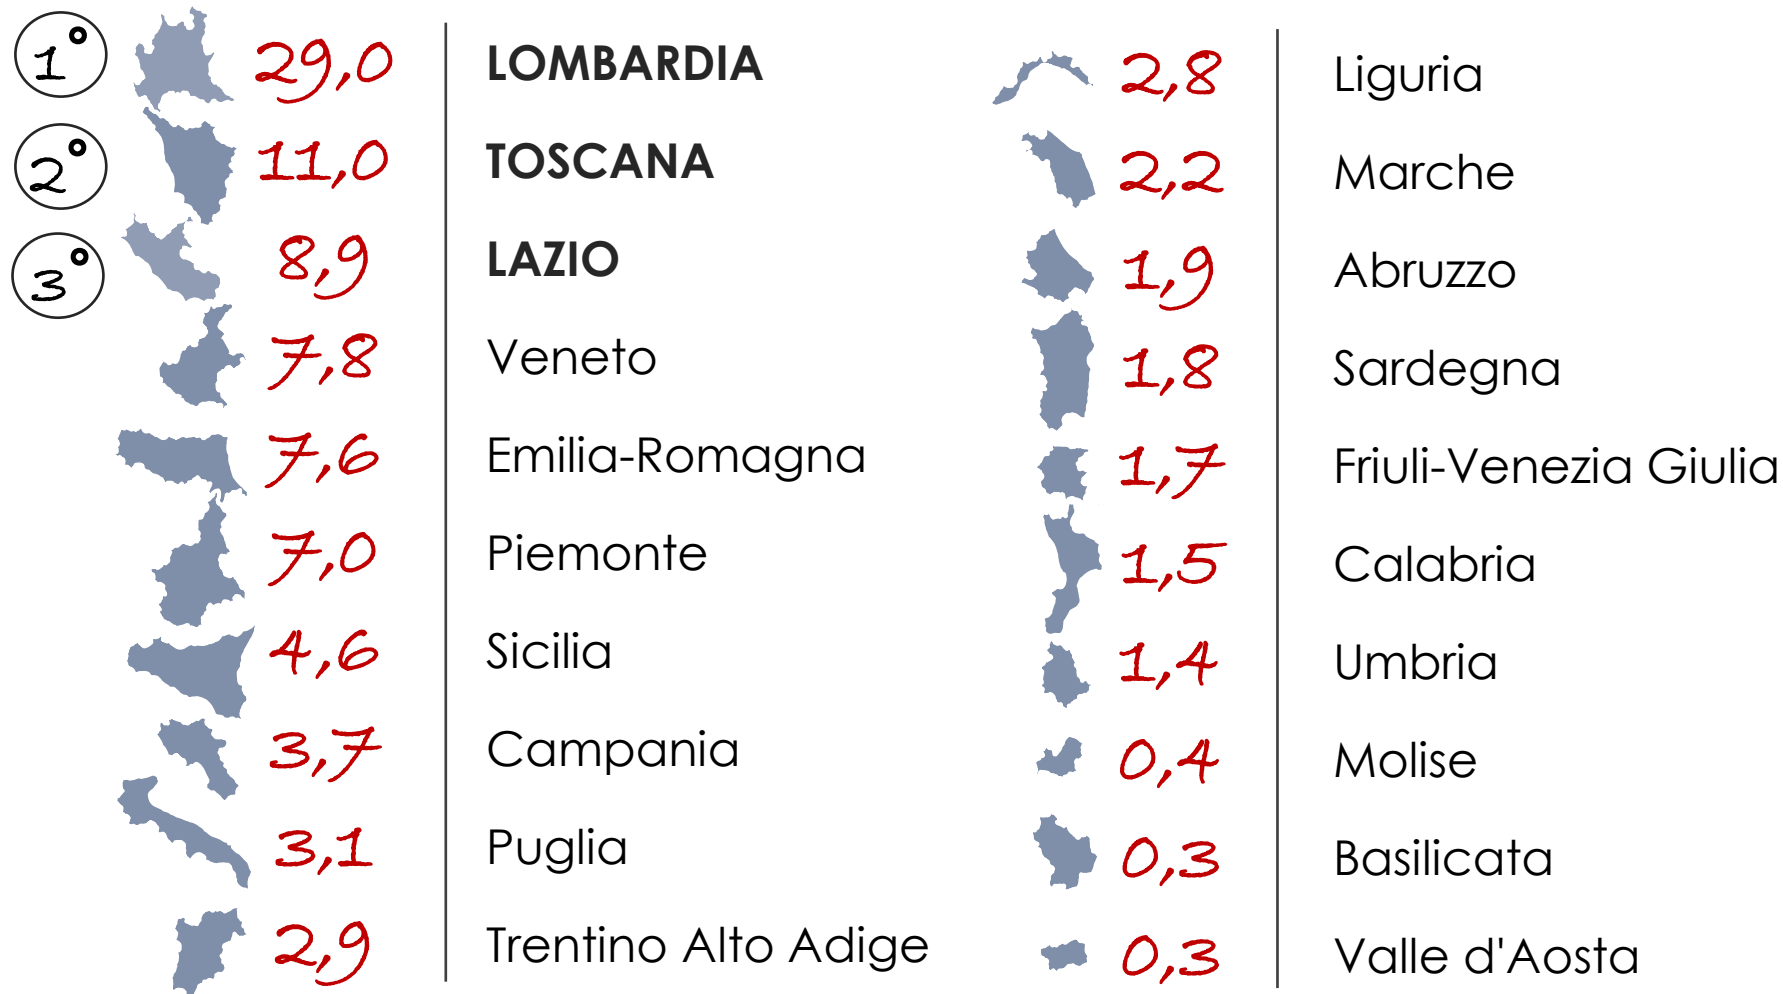 1° 29,0 LOMBARDIA
2° 11,0 TOSCANA
3° 8,9 LAZIO
7,8 Veneto
7,6 Emilia-Romagna
7,0 Piemonte
4,6 Sicilia
3,7 Campania
3,1 Puglia
2,9 Trentino Alto Adige
2,8 Liguria
2,2 Marche
1,9 Abruzzo
1,8 Sardegna
1,7 Friuli-Venezia Giulia
1,5 Calabria
1,4 Umbria
0,4 Molise
0,3 Basilicata
0,3 Valle d'Aosta